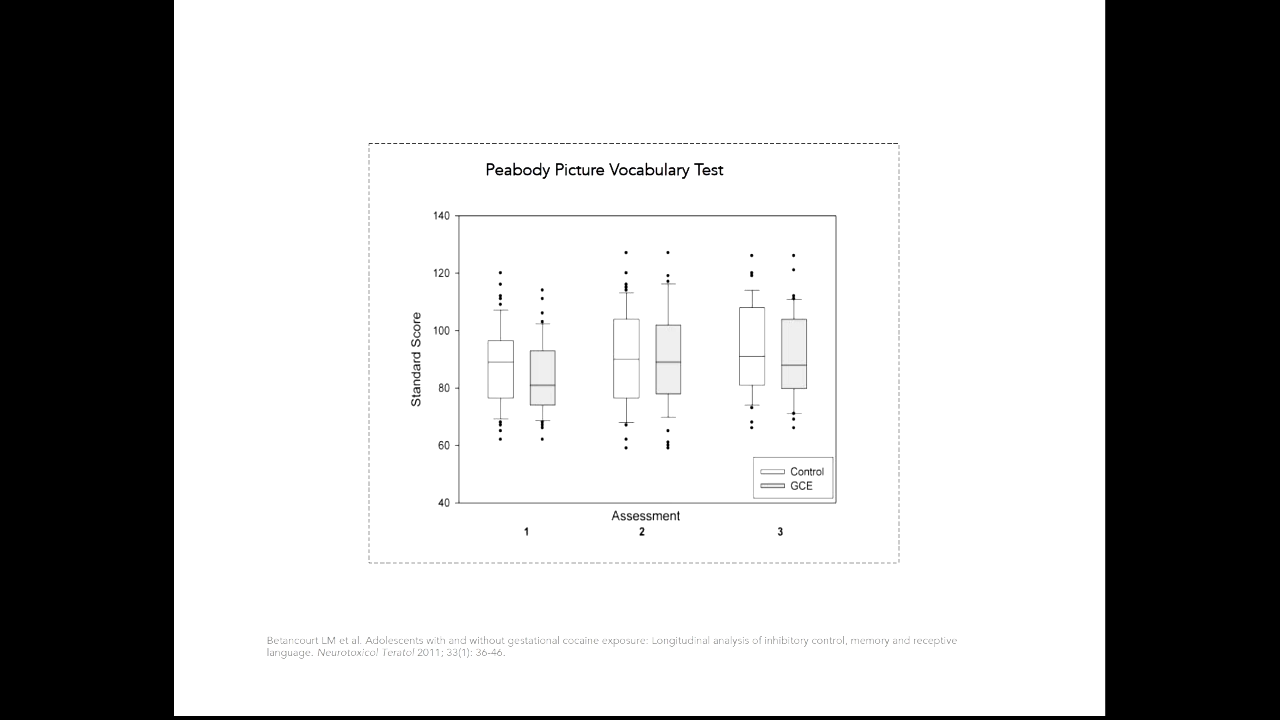 Peabody Picture Vocabulary Test
140
120
100
80
60
40
Standard Score
Control
GCE
Assessment
1 2 3
Betancourt LM et al. Adolescents with and without gestational cocaine exposure: Longitudinal analysis of inhibitory control, memory and receptive
language. Neurotoxicol Teratol 2011; 33(1): 36-46.